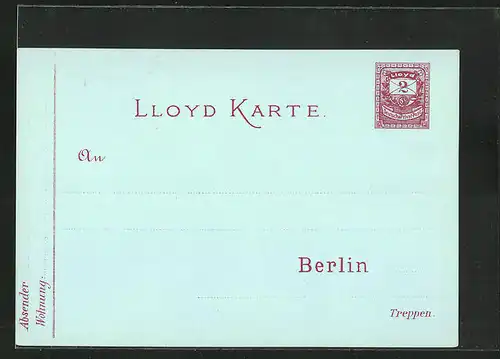 Lloyd
2
LLOYD KARTE.
An
Berlin
Treppen.
Absender
Wohnung: